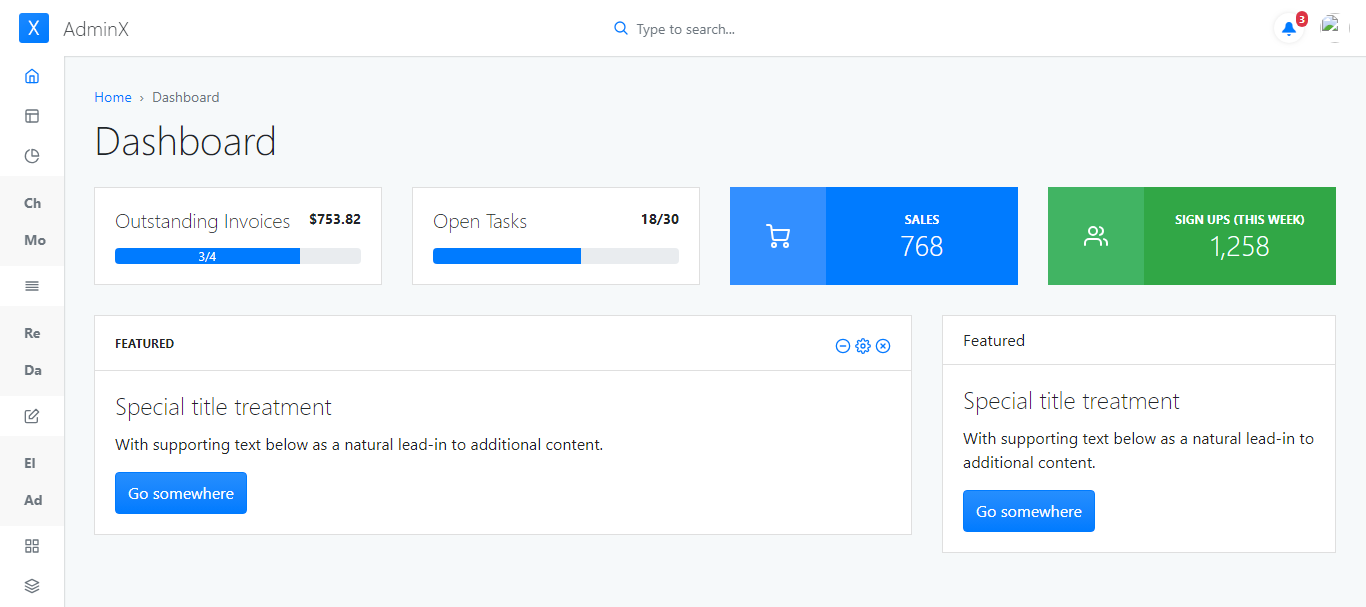 X AdminX
Type to search...
3
Home › Dashboard
Dashboard
Ch
Mo
Re
Da
El
Ad
Outstanding Invoices $753.82
3/4
Open Tasks 18/30
SALES
768
SIGN UPS (THIS WEEK)
1,258
FEATURED
Special title treatment
With supporting text below as a natural lead-in to additional content.
Go somewhere
Featured
Special title treatment
With supporting text below as a natural lead-in to
additional content.
Go somewhere